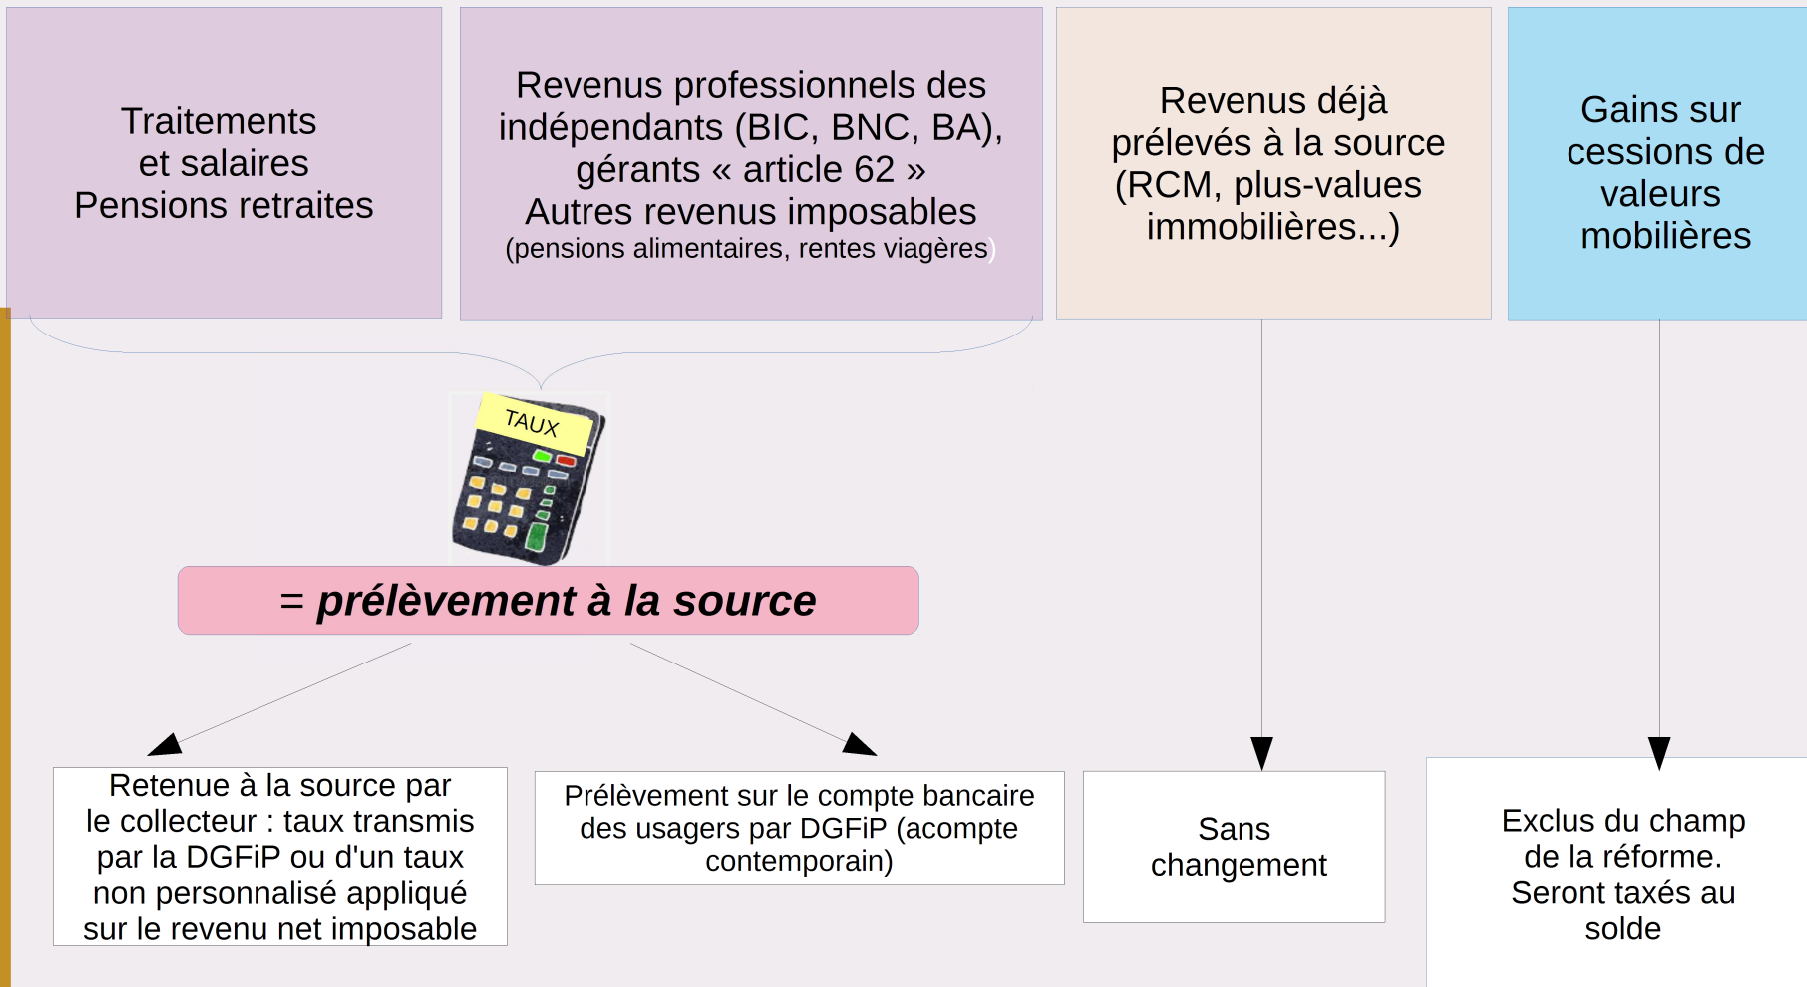 Traitements
et salaires
Pensions retraites
Revenus professionnels des
indépendants (BIC, BNC, BA),
gérants « article 62 »
Autres revenus imposables
(pensions alimentaires, rentes viagères)
Revenus déjà
prélevés à la source
(RCM, plus-values
immobilières...)
Gains sur
cessions de
valeurs
mobilières
TAUX
= prélèvement à la source
Retenue à la source par
le collecteur : taux transmis
par la DGFiP ou d'un taux
non personnalisé appliqué
sur le revenu net imposable
Prélèvement sur le compte bancaire
des usagers par DGFiP (acompte
contemporain)
Sans
changement
Exclus du champ
de la réforme.
Seront taxés au
solde